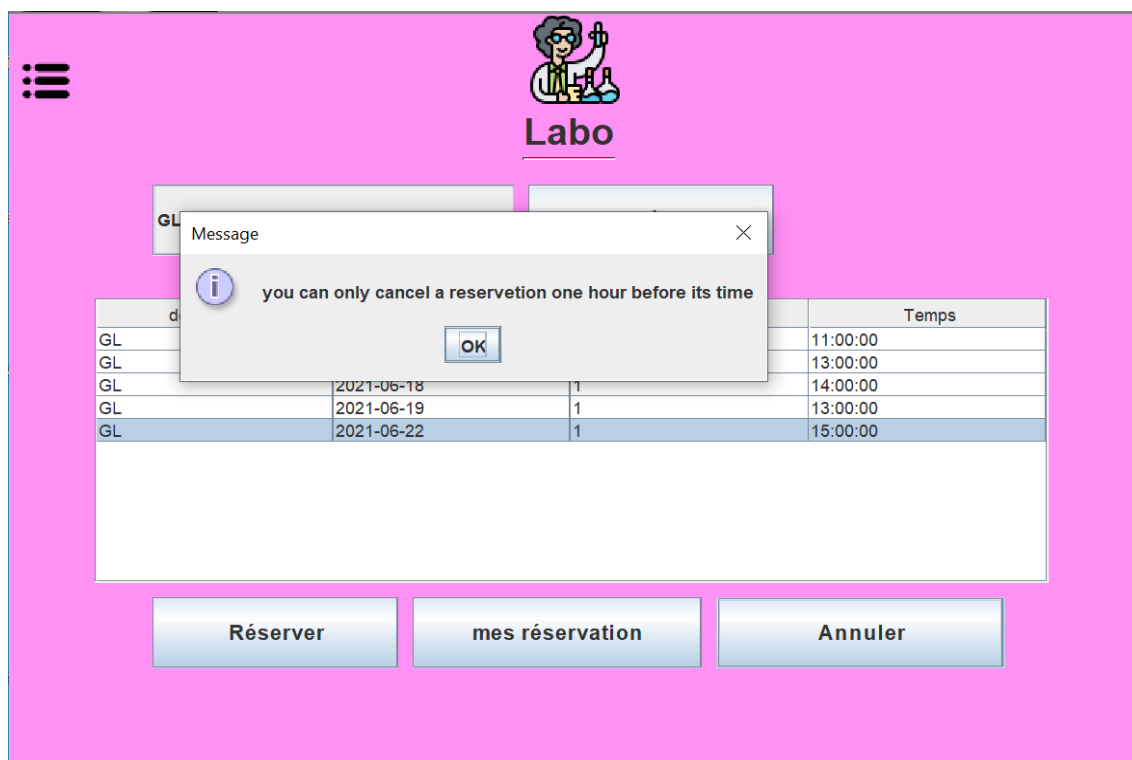 Labo
GL
Message
you can only cancel a reservetion one hour before its time
OK
Temps
GL 11:00:00
GL 13:00:00
GL 2021-06-18 1 14:00:00
GL 2021-06-19 1 13:00:00
GL 2021-06-22 1 15:00:00
Réserver mes réservation Annuler